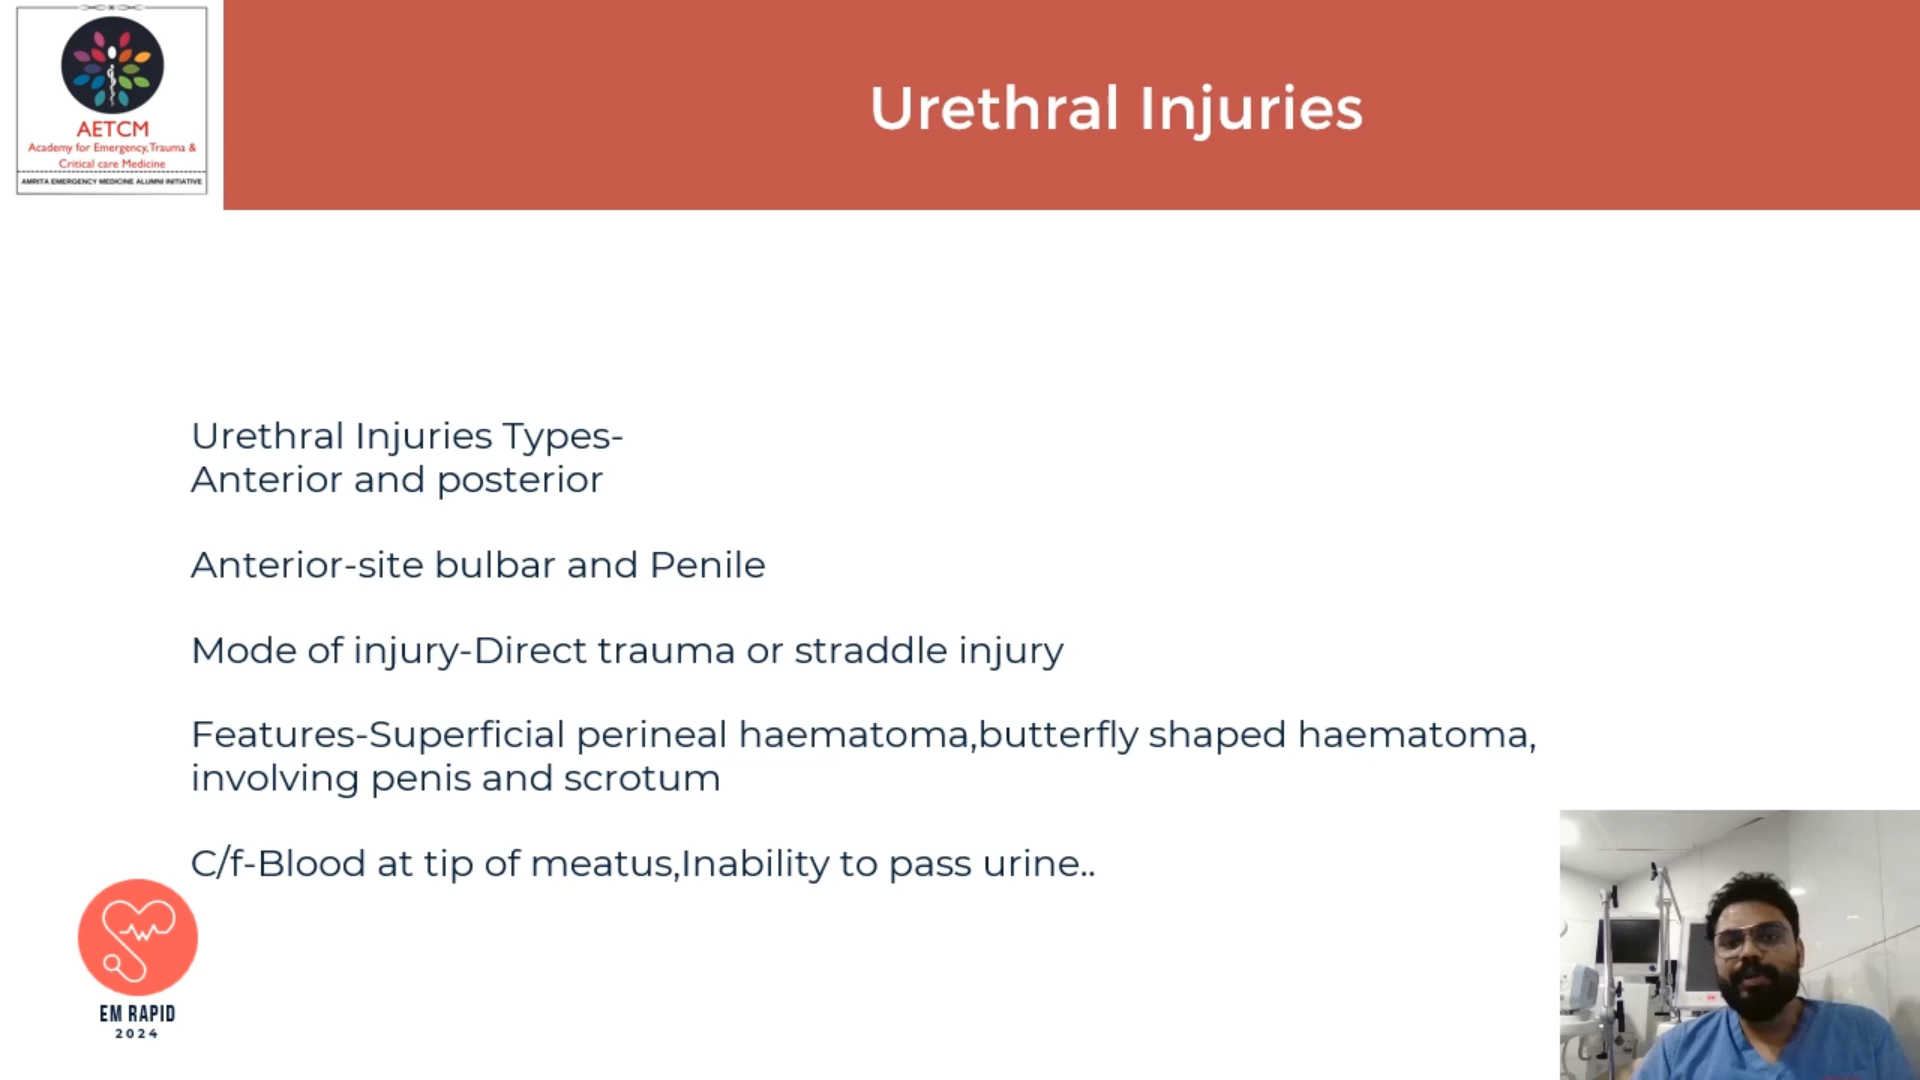 AETCM
Academy for Emergency,Trauma &
Critical care Medicine
AMRITA EMERGENCY MEDICINE ALUMNI INITIATIVE
Urethral Injuries
Urethral Injuries Types-
Anterior and posterior
Anterior-site bulbar and Penile
Mode of injury-Direct trauma or straddle injury
Features-Superficial perineal haematoma,butterfly shaped haematoma,
involving penis and scrotum
C/f-Blood at tip of meatus,Inability to pass urine..
EM RAPID
2024